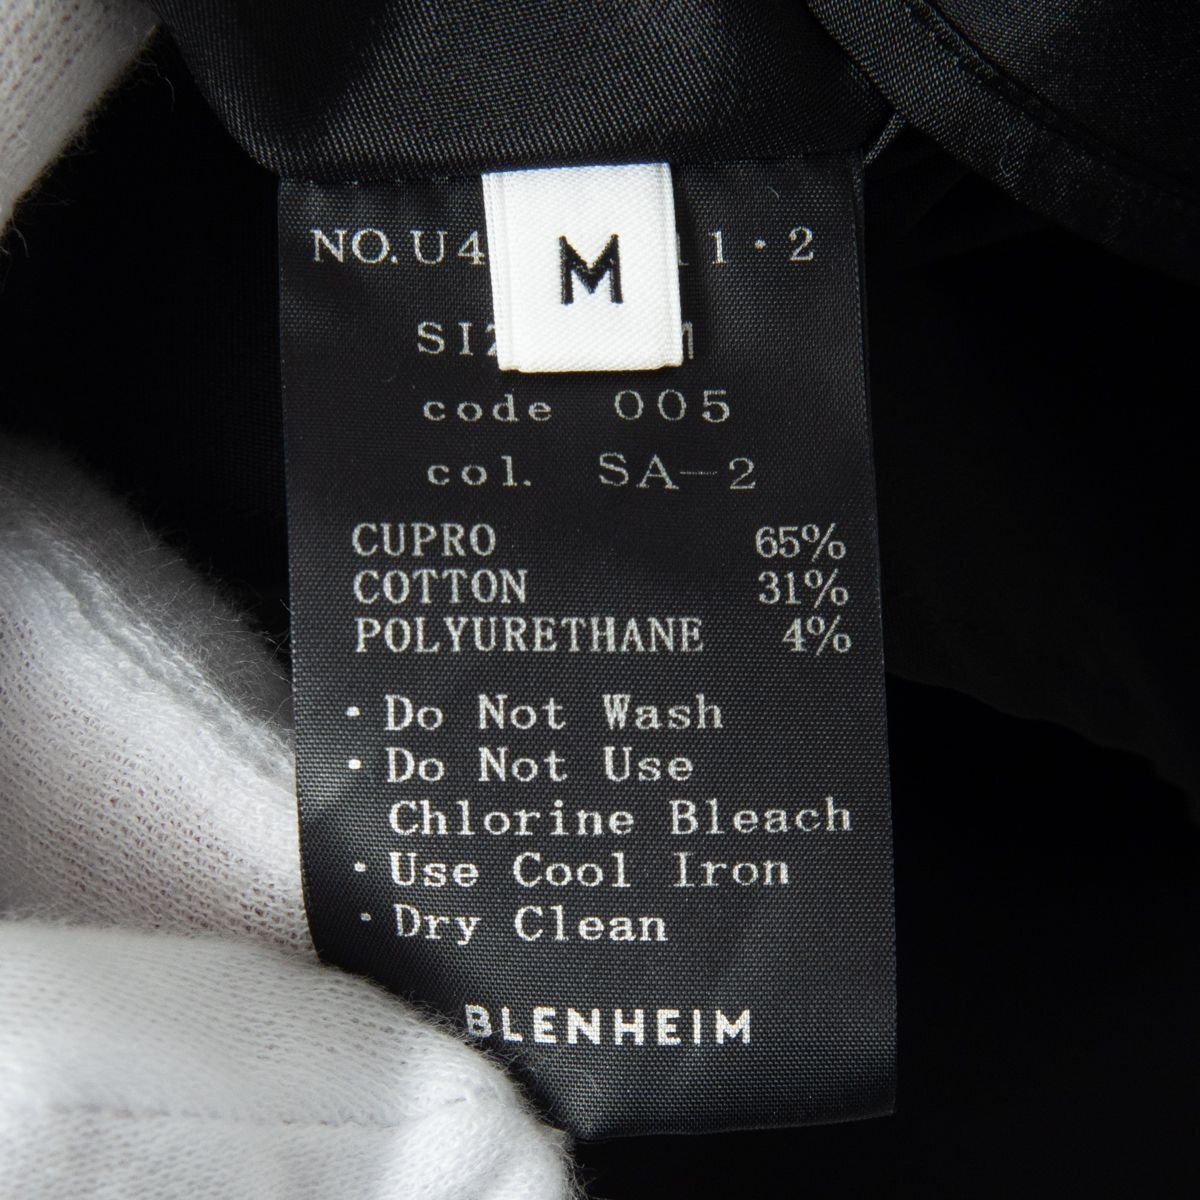 NO.U4 11・2
M
code 005
col. SA-2
CUPRO 65%
COTTON 31%
POLYURETHANE 4%
・Do Not Wash
・Do Not Use
Chlorine Bleach
・Use Cool Iron
・Dry Clean
BLENHEIM